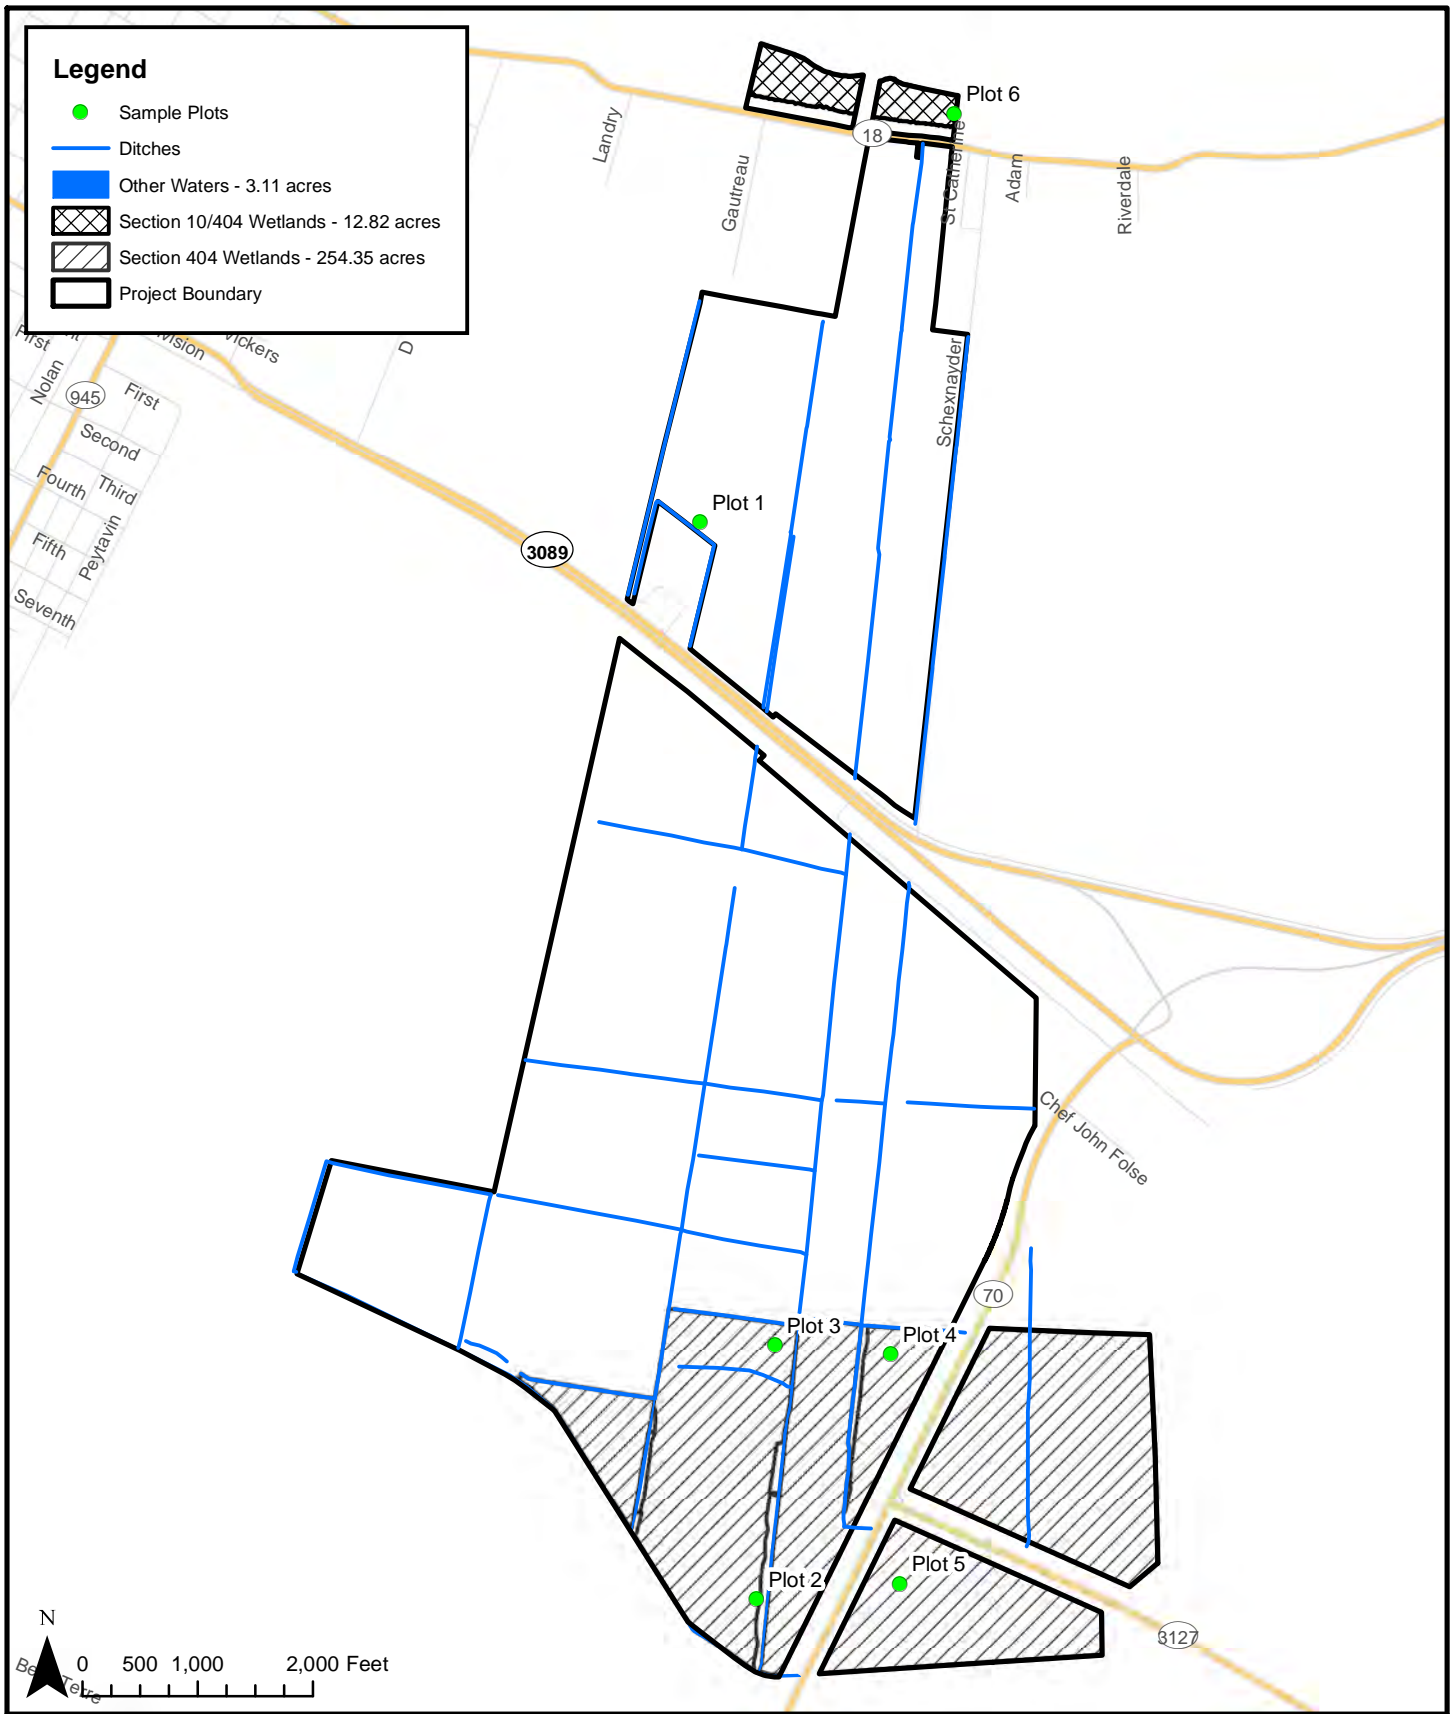 Legend
Sample Plots
Ditches
Other Waters - 3.11 acres
Section 10/404 Wetlands - 12.82 acres
Section 404 Wetlands - 254.35 acres
Project Boundary
Plot 6
18
Landry
Gautreau
St Catherine
Adam
Riverdale
First
Vickers
D
Nolan
945
First
Second
Third
Fourth
Fifth
Peytavin
Seventh
Schexnayder
Plot 1
3089
Chef John Folse
70
Plot 3
Plot 4
Plot 2
Plot 5
3127
N
0 500 1,000 2,000 Feet